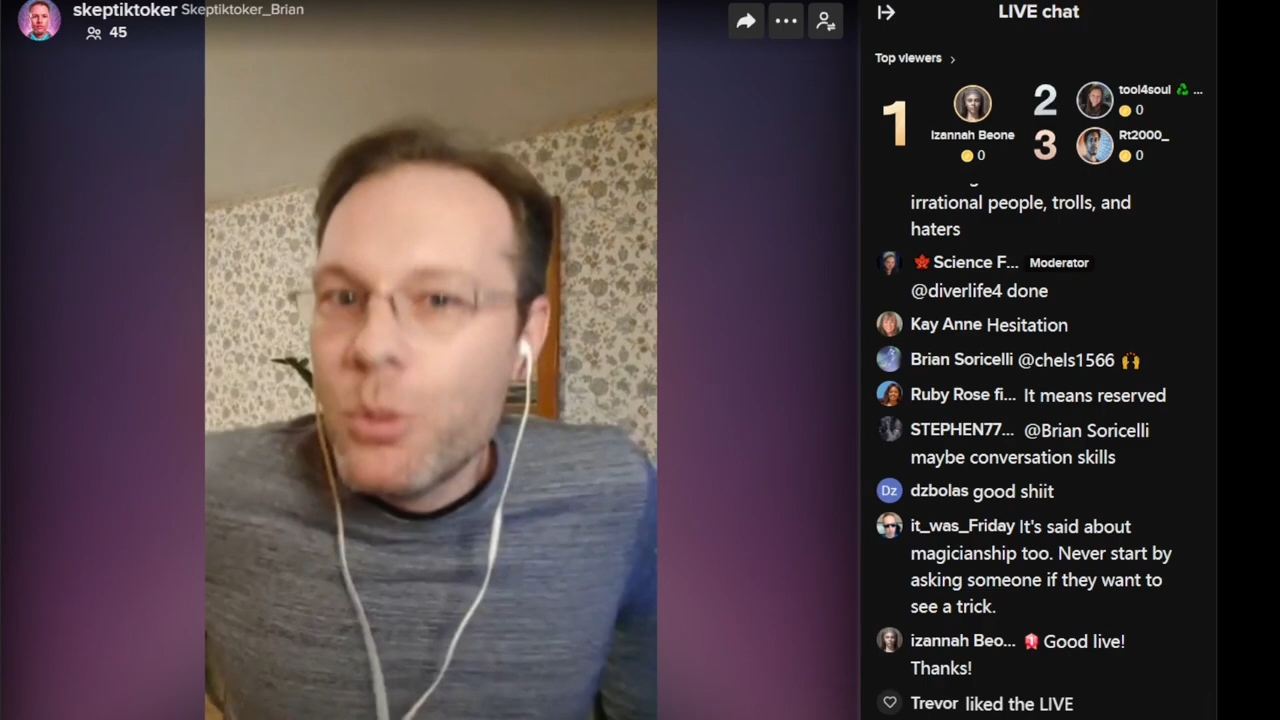 skeptiktoker Skeptiktoker_Brian
45
LIVE chat
Top viewers
1
Izannah Beone
0
2
tool4soul ...
0
3
Rt2000_
0
irrational people, trolls, and
haters
Science F... Moderator
@diverlife4 done
Kay Anne Hesitation
Brian Soricelli @chels1566
Ruby Rose fi... It means reserved
STEPHEN77... @Brian Soricelli
maybe conversation skills
Dz dzbolas good shiit
it_was_Friday It's said about
magicianship too. Never start by
asking someone if they want to
see a trick.
izannah Beo... 1 Good live!
Thanks!
Trevor liked the LIVE